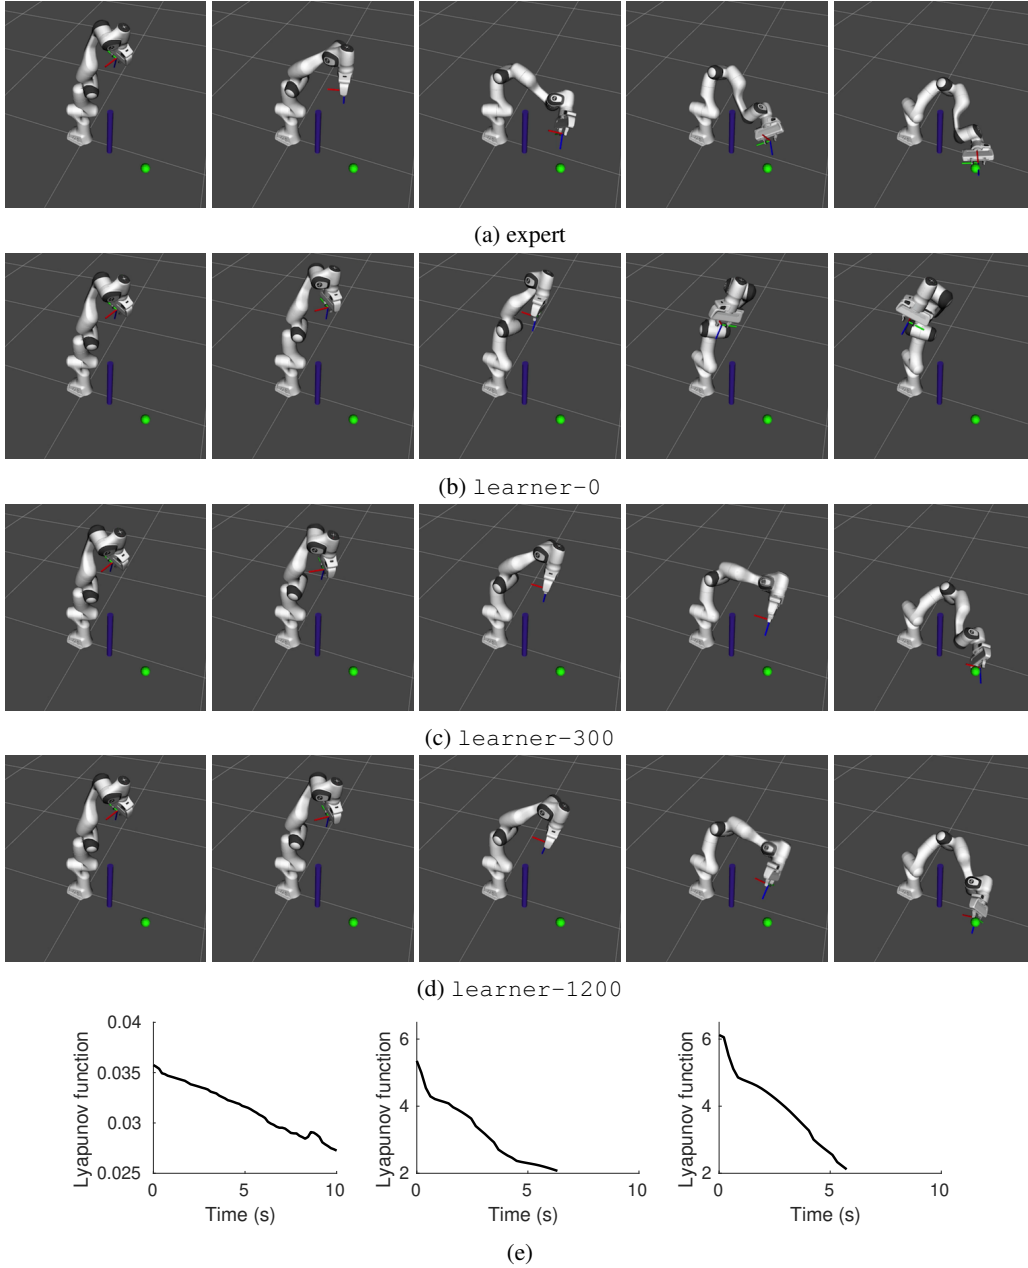 (a) expert
(b) learner-0
(c) learner-300
(d) learner-1200
Lyapunov function
0.04
0.035
0.03
0.025
0
5
10
Time (s)
Lyapunov function
6
4
2
0
5
10
Time (s)
Lyapunov function
6
4
2
0
5
10
Time (s)
(e)